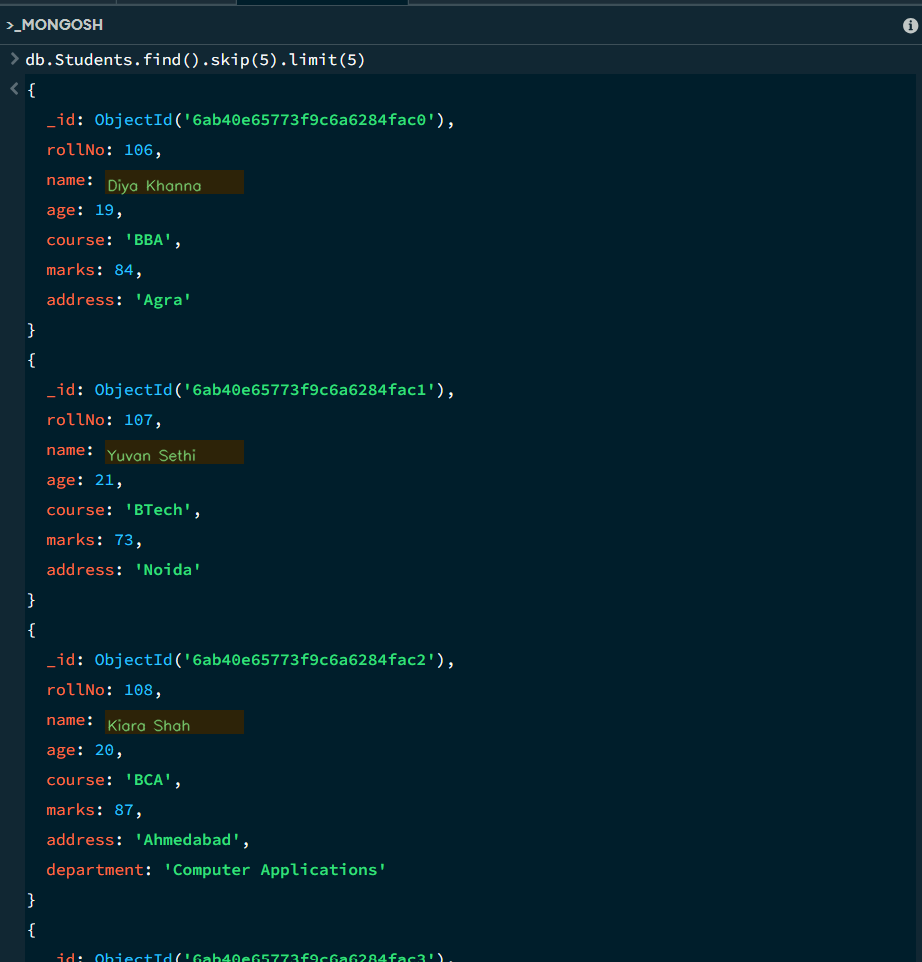 >_MONGOSH
> db.Students.find().skip(5).limit(5)
< {
_id: ObjectId('6ab40e65773f9c6a6284fac0'),
rollNo: 106,
name: Diya Khanna
age: 19,
course: 'BBA',
marks: 84,
address: 'Agra'
}
{
_id: ObjectId('6ab40e65773f9c6a6284fac1'),
rollNo: 107,
name: Yuvan Sethi
age: 21,
course: 'BTech',
marks: 73,
address: 'Noida'
}
{
_id: ObjectId('6ab40e65773f9c6a6284fac2'),
rollNo: 108,
name: Kiara Shah
age: 20,
course: 'BCA',
marks: 87,
address: 'Ahmedabad',
department: 'Computer Applications'
}
{
_id: ObjectId('6ab40e65773f9c6a6284fac3'),